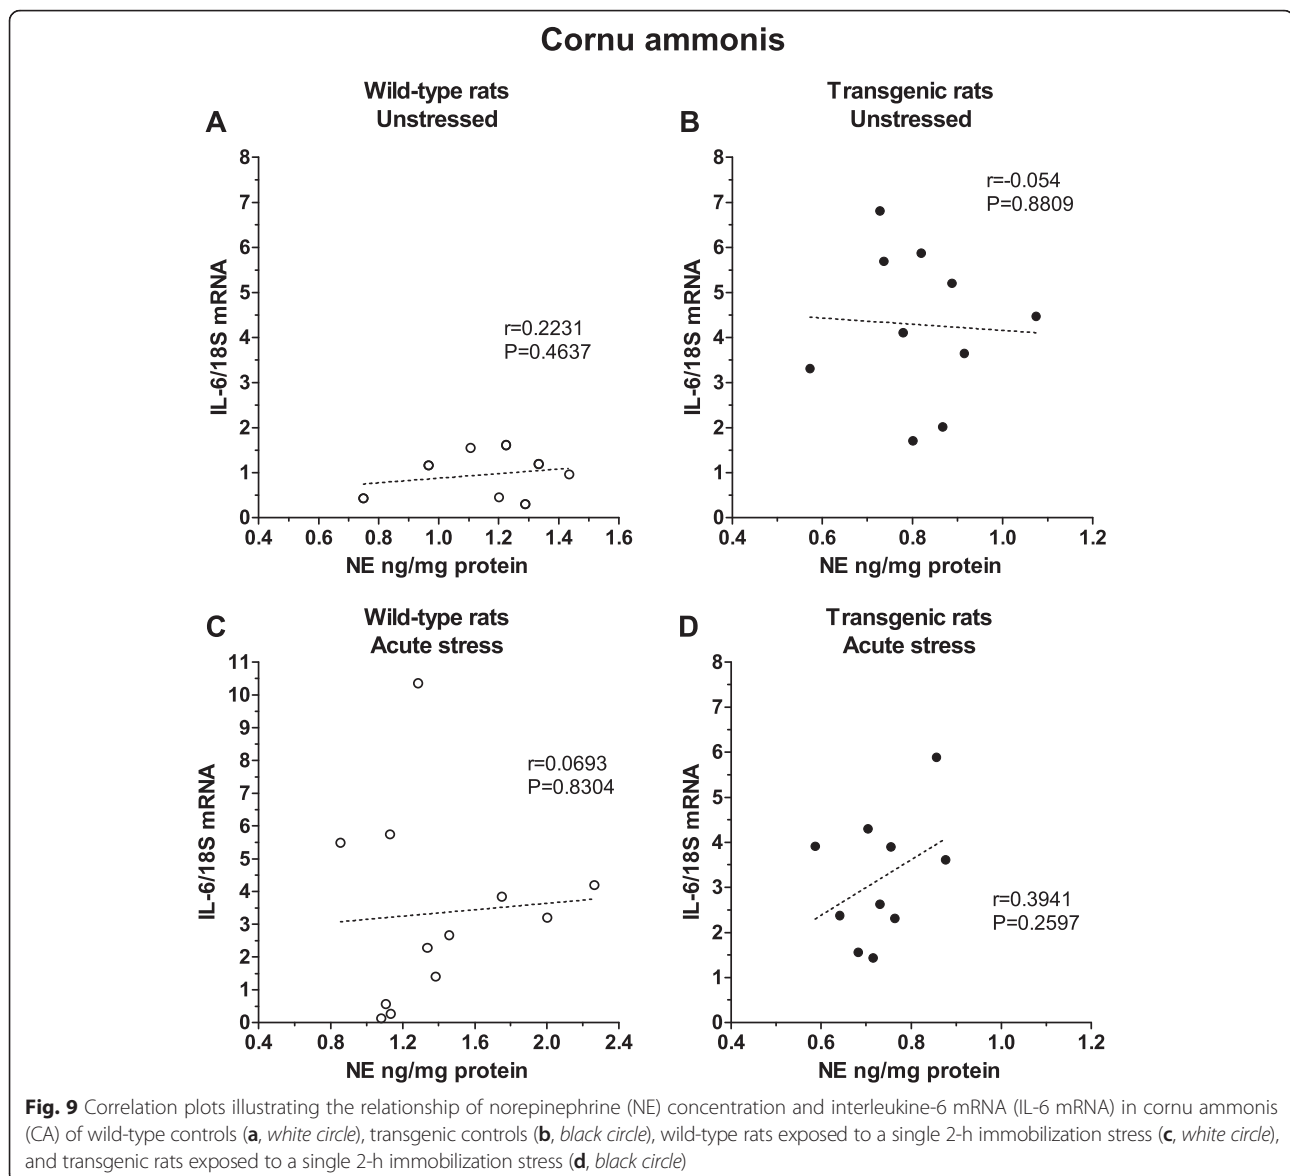 Cornu ammonis
A
Wild-type rats
Unstressed
8
7
6
5
4
3
2
1
0
IL-6/18S mRNA
r=0.2231
P=0.4637
0.4 0.6 0.8 1.0 1.2 1.4 1.6
NE ng/mg protein
B
Transgenic rats
Unstressed
8
7
6
5
4
3
2
1
0
IL-6/18S mRNA
r=-0.054
P=0.8809
0.4 0.6 0.8 1.0 1.2
NE ng/mg protein
C
Wild-type rats
Acute stress
11
10
9
8
7
6
5
4
3
2
1
0
IL-6/18S mRNA
r=0.0693
P=0.8304
0.4 0.8 1.2 1.6 2.0 2.4
NE ng/mg protein
D
Transgenic rats
Acute stress
8
7
6
5
4
3
2
1
0
IL-6/18S mRNA
r=0.3941
P=0.2597
0.4 0.6 0.8 1.0 1.2
NE ng/mg protein
Fig. 9 Correlation plots illustrating the relationship of norepinephrine (NE) concentration and interleukine-6 mRNA (IL-6 mRNA) in cornu ammonis
(CA) of wild-type controls (a, white circle), transgenic controls (b, black circle), wild-type rats exposed to a single 2-h immobilization stress (c, white circle),
and transgenic rats exposed to a single 2-h immobilization stress (d, black circle)